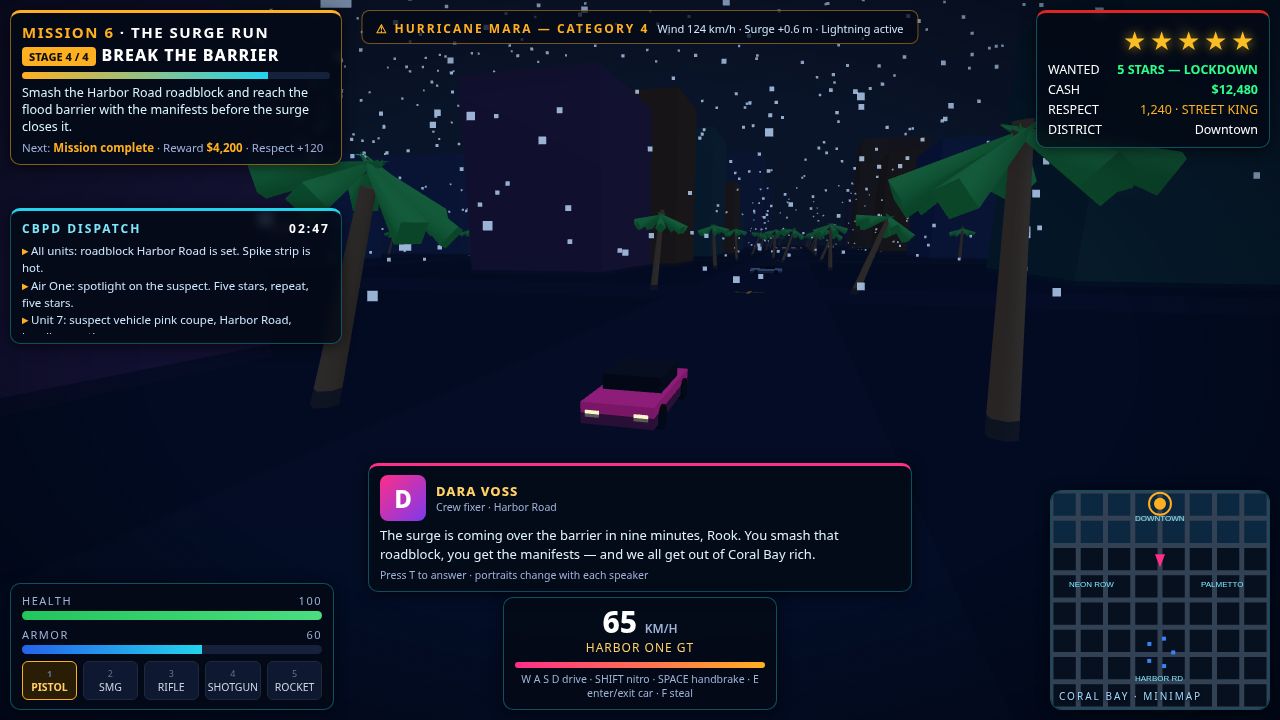 MISSION 6 · THE SURGE RUN
STAGE 4 / 4 BREAK THE BARRIER
Smash the Harbor Road roadblock and reach the
flood barrier with the manifests before the surge
closes it.
Next: Mission complete · Reward $4,200 · Respect +120
⚠ HURRICANE MARA — CATEGORY 4 Wind 124 km/h · Surge +0.6 m · Lightning active
★★★★★
WANTED 5 STARS — LOCKDOWN
CASH $12,480
RESPECT 1,240 · STREET KING
DISTRICT Downtown
CBPD DISPATCH 02:47
▸ All units: roadblock Harbor Road is set. Spike strip is
hot.
▸ Air One: spotlight on the suspect. Five stars, repeat,
five stars.
▸ Unit 7: suspect vehicle pink coupe, Harbor Road,
D
DARA VOSS
Crew fixer · Harbor Road
The surge is coming over the barrier in nine minutes, Rook. You smash that
roadblock, you get the manifests — and we all get out of Coral Bay rich.
Press T to answer · portraits change with each speaker
HEALTH 100
ARMOR 60
1 PISTOL
2 SMG
3 RIFLE
4 SHOTGUN
5 ROCKET
65 KM/H
HARBOR ONE GT
W A S D drive · SHIFT nitro · SPACE handbrake · E
enter/exit car · F steal
DOWNTOWN
NEON ROW
PALMETTO
HARBOR RD
CORAL BAY · MINIMAP